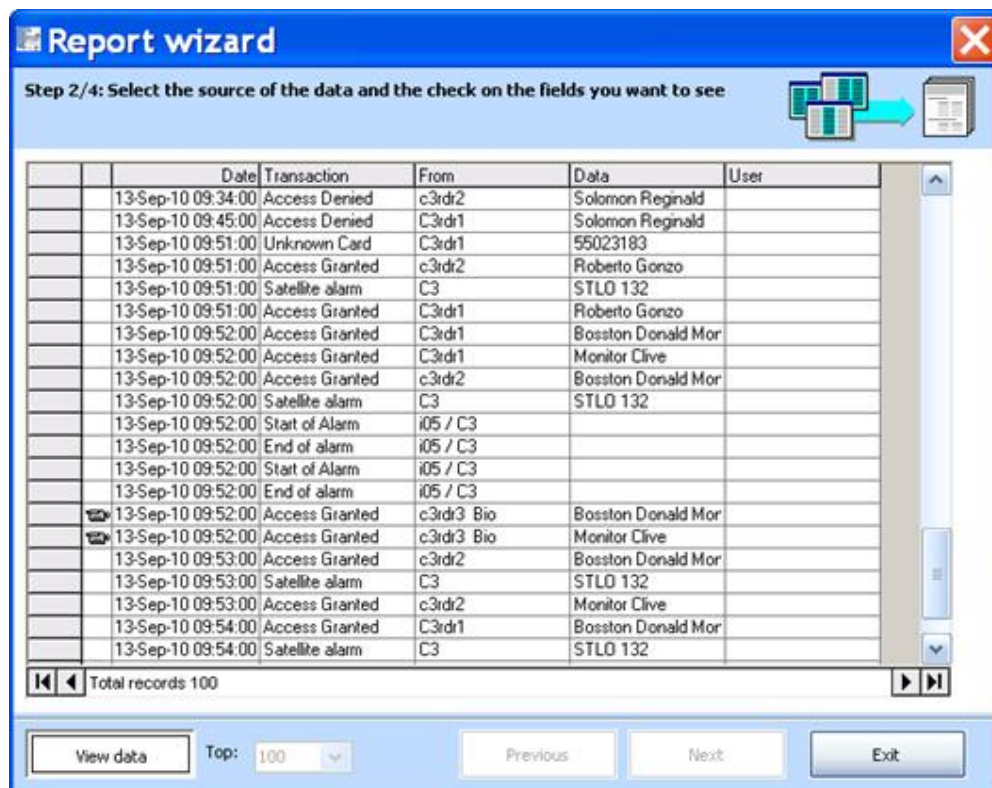 Report wizard
Step 2/4: Select the source of the data and the check on the fields you want to see
Date Transaction From Data User
13-Sep-10 09:34:00 Access Denied c3rdr2 Solomon Reginald
13-Sep-10 09:45:00 Access Denied C3rdr1 Solomon Reginald
13-Sep-10 09:51:00 Unknown Card C3rdr1 55023183
13-Sep-10 09:51:00 Access Granted c3rdr2 Roberto Gonzo
13-Sep-10 09:51:00 Satellite alarm C3 STLO 132
13-Sep-10 09:51:00 Access Granted C3rdr1 Roberto Gonzo
13-Sep-10 09:52:00 Access Granted C3rdr1 Bosston Donald Mor
13-Sep-10 09:52:00 Access Granted C3rdr1 Monitor Clive
13-Sep-10 09:52:00 Access Granted c3rdr2 Bosston Donald Mor
13-Sep-10 09:52:00 Satellite alarm C3 STLO 132
13-Sep-10 09:52:00 Start of Alarm i05 / C3
13-Sep-10 09:52:00 End of alarm i05 / C3
13-Sep-10 09:52:00 Start of Alarm i05 / C3
13-Sep-10 09:52:00 End of alarm i05 / C3
13-Sep-10 09:52:00 Access Granted c3rdr3 Bio Bosston Donald Mor
13-Sep-10 09:52:00 Access Granted c3rdr3 Bio Monitor Clive
13-Sep-10 09:53:00 Access Granted c3rdr2 Bosston Donald Mor
13-Sep-10 09:53:00 Satellite alarm C3 STLO 132
13-Sep-10 09:53:00 Access Granted c3rdr2 Monitor Clive
13-Sep-10 09:54:00 Access Granted C3rdr1 Bosston Donald Mor
13-Sep-10 09:54:00 Satellite alarm C3 STLO 132
Total records 100
View data Top: 100 Previous Next Exit